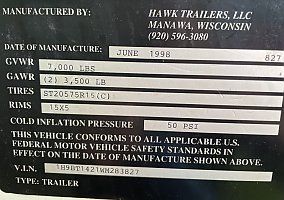 MANUFACTURED BY: HAWK TRAILERS, LLC
MANAWA, WISCONSIN
(920) 596-3080
DATE OF MANUFACTURE: JUNE 1998 827
GVWR 7,000 LBS
GAWR (2) 3,500 LB
TIRES ST20575R15(C)
RIMS 15X5
COLD INFLATION PRESSURE 50 PSI
THIS VEHICLE CONFORMS TO ALL APPLICABLE U.S.
FEDERAL MOTOR VEHICLE SAFETY STANDARDS IN
EFFECT ON THE DATE OF MANUFACTURE SHOWN ABOVE.
V.I.N. 1H9BT1421WM283827
TYPE: TRAILER